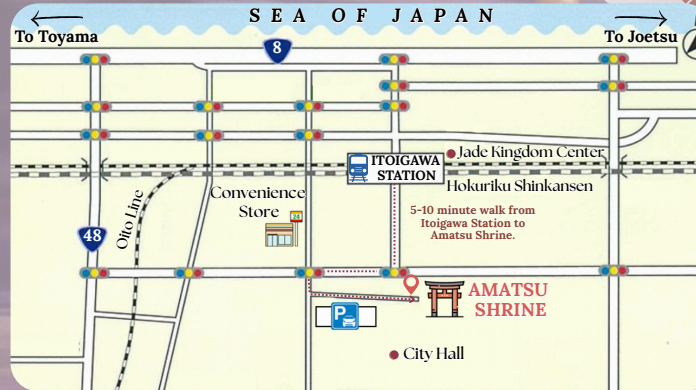 SEA OF JAPAN
To Toyama
To Joetsu
8
Jade Kingdom Center
ITOIGAWA
STATION
Hokuriku Shinkansen
Convenience
Store
24
Oito Line
5-10 minute walk from
Itoigawa Station to
Amatsu Shrine.
48
AMATSU
SHRINE
P
City Hall